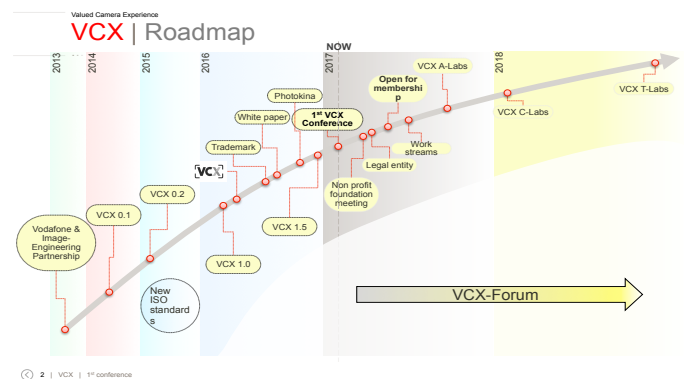 Valued Camera Experience
VCX | Roadmap
NOW
2013
2014
2015
2016
2017
2018
VCX A-Labs
VCX T-Labs
Open for
membershi
p
Photokina
VCX C-Labs
1st VCX
Conference
White paper
Trademark
Work
streams
Legal entity
[VCX]
Non profit
foundation
meeting
VCX 0.2
VCX 0.1
VCX 1.5
Vodafone &
Image-
Engineering
Partnership
VCX 1.0
New
ISO
standard
s
VCX-Forum
2 | VCX | 1st conference